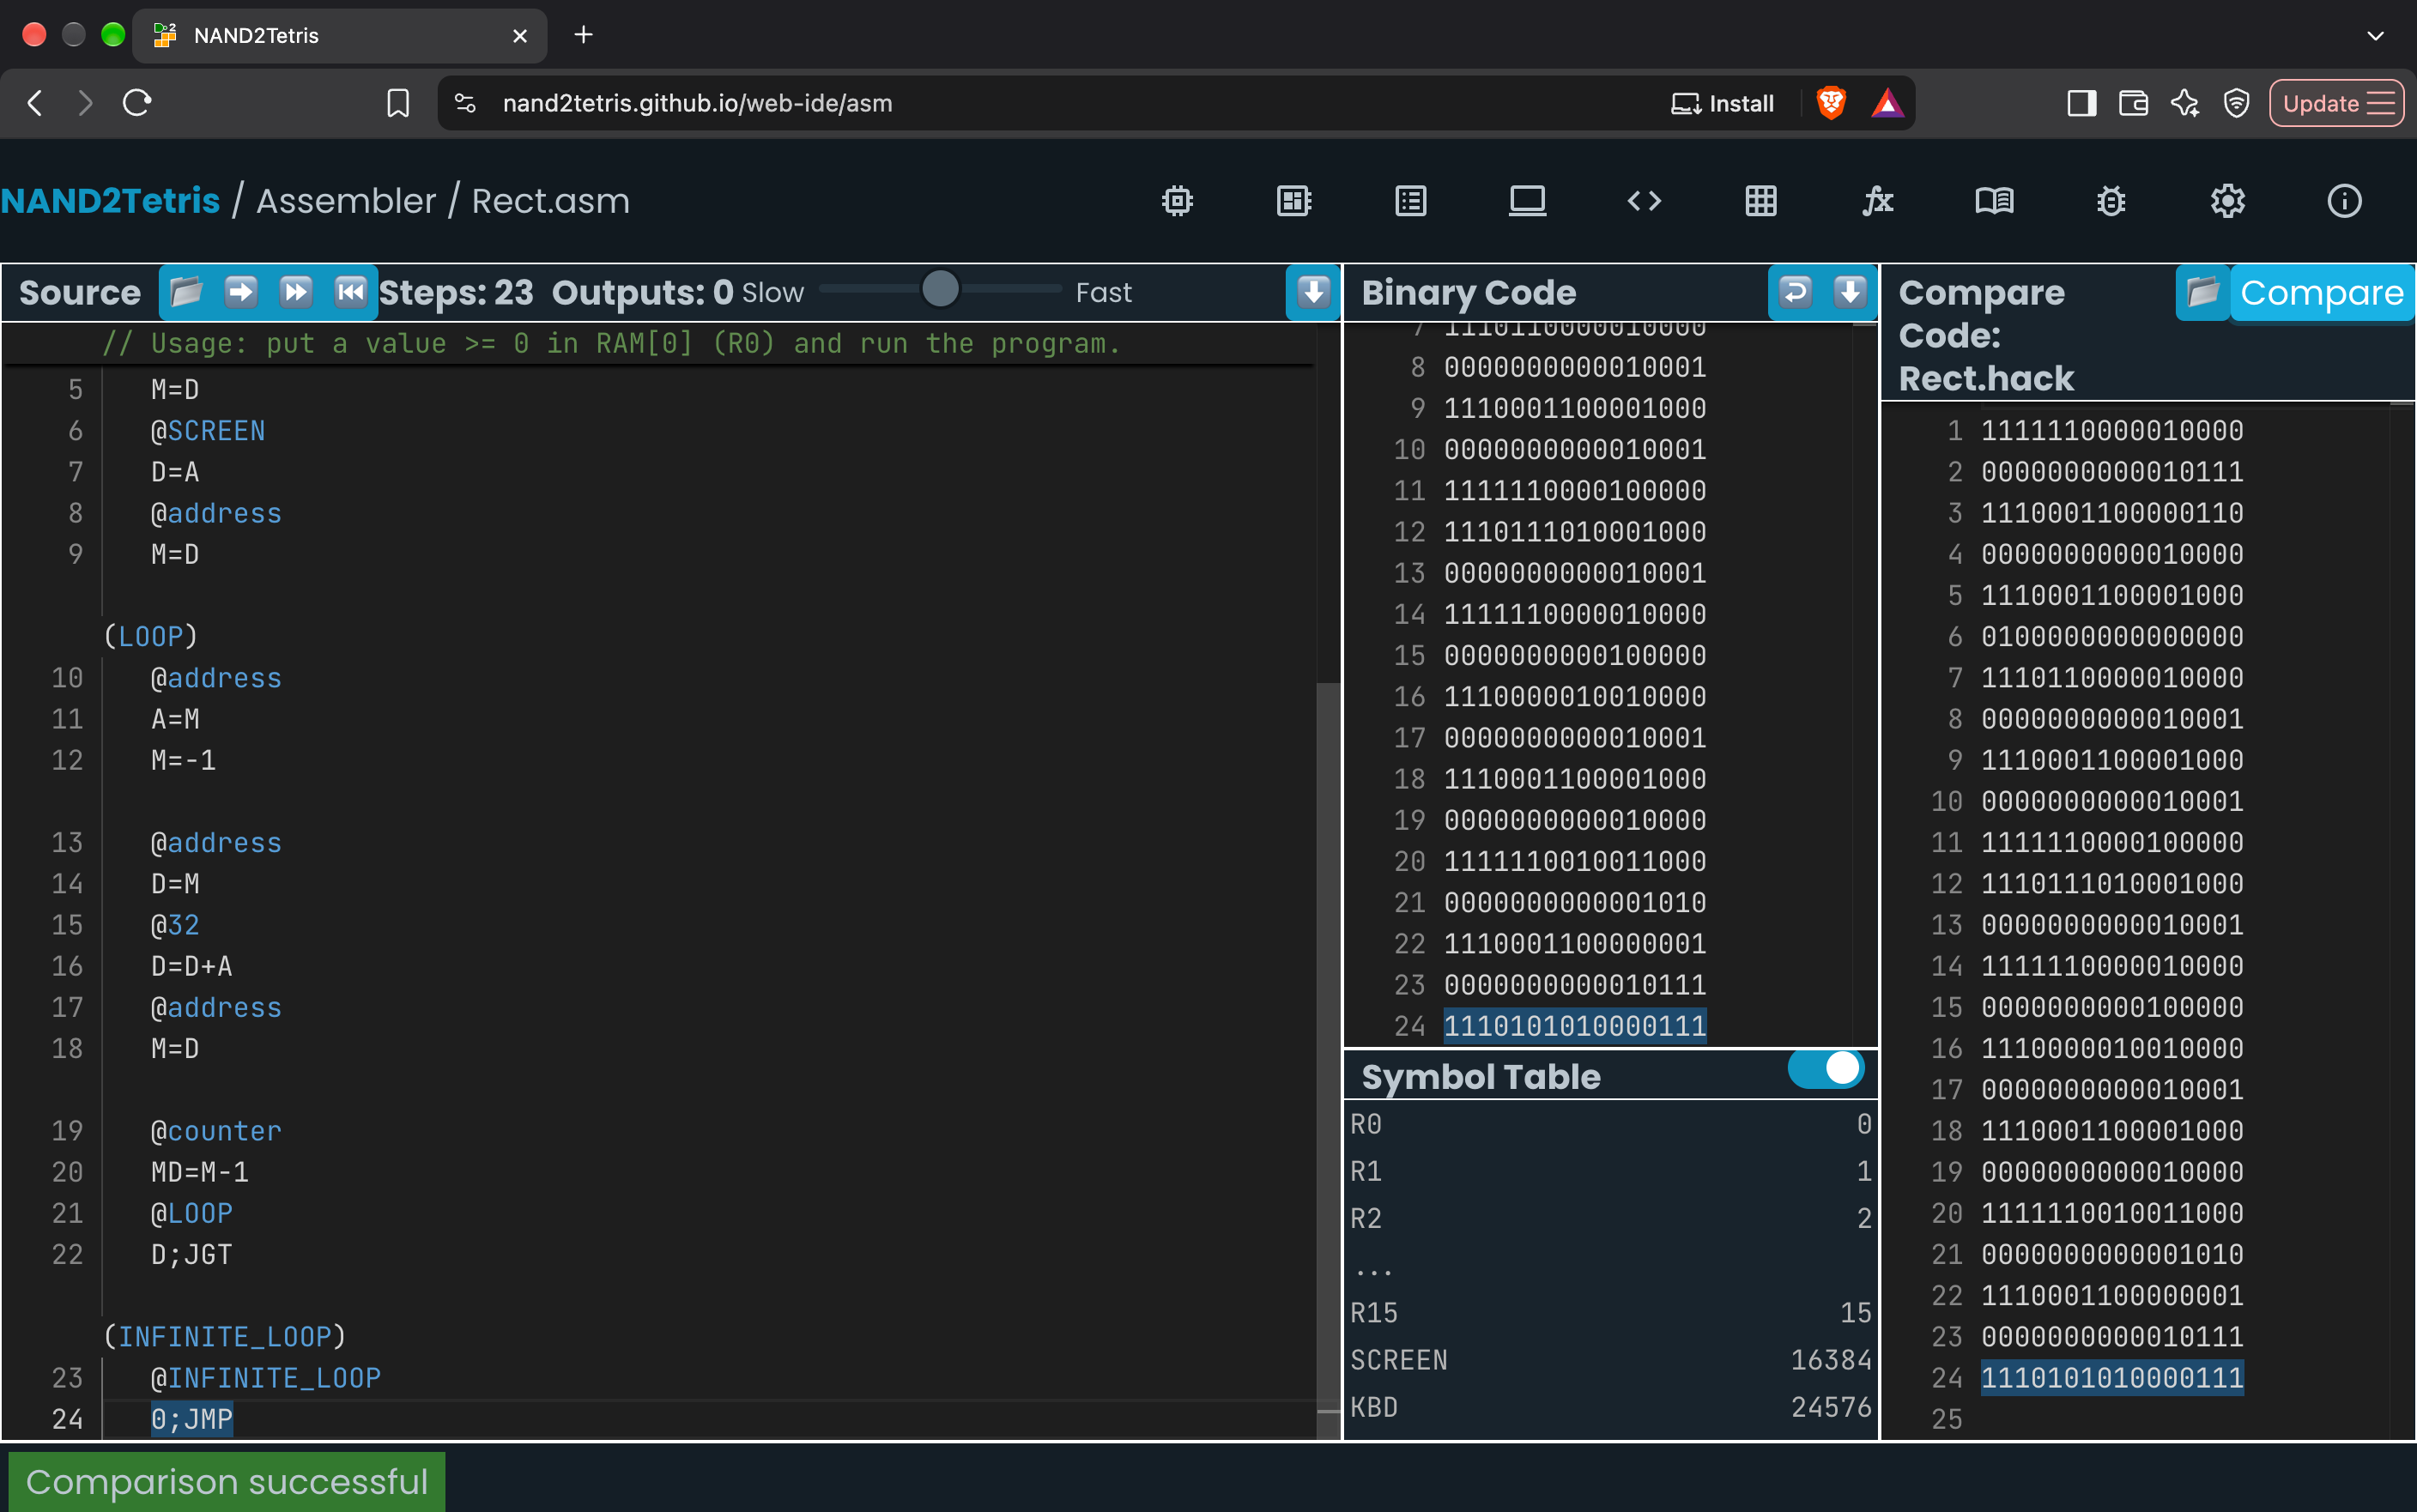 NAND2Tetris
nand2tetris.github.io/web-ide/asm
Install
Update
NAND2Tetris / Assembler / Rect.asm
Source
Steps: 23 Outputs: 0 Slow
Fast
// Usage: put a value >= 0 in RAM[0] (R0) and run the program.
5 M=D
6 @SCREEN
7 D=A
8 @address
9 M=D
(LOOP)
10 @address
11 A=M
12 M=-1
13 @address
14 D=M
15 @32
16 D=D+A
17 @address
18 M=D
19 @counter
20 MD=M-1
21 @LOOP
22 D;JGT
(INFINITE_LOOP)
23 @INFINITE_LOOP
24 0;JMP
Binary Code
7 1110110000010000
8 0000000000010001
9 1110001100001000
10 0000000000010001
11 1111110000100000
12 1110111010001000
13 0000000000010001
14 1111110000010000
15 0000000000100000
16 1110000010010000
17 0000000000010001
18 1110001100001000
19 0000000000010000
20 1111110010011000
21 0000000000001010
22 1110001100000001
23 0000000000010111
24 1110101010000111
Symbol Table
R0 0
R1 1
R2 2
...
R15 15
SCREEN 16384
KBD 24576
Compare
Code:
Rect.hack
Compare
1 1111110000010000
2 0000000000010111
3 1110001100000110
4 0000000000010000
5 1110001100001000
6 0100000000000000
7 1110110000010000
8 0000000000010001
9 1110001100001000
10 0000000000010001
11 1111110000100000
12 1110111010001000
13 0000000000010001
14 1111110000010000
15 0000000000100000
16 1110000010010000
17 0000000000010001
18 1110001100001000
19 0000000000010000
20 1111110010011000
21 0000000000001010
22 1110001100000001
23 0000000000010111
24 1110101010000111
25
Comparison successful